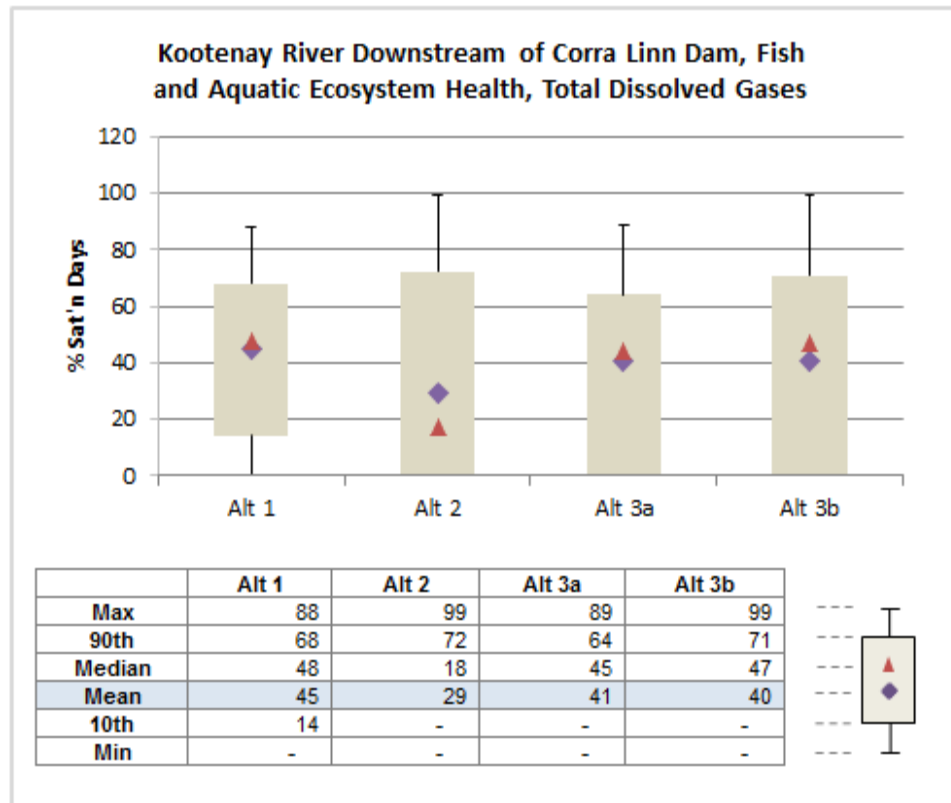 Kootenay River Downstream of Corra Linn Dam, Fish
and Aquatic Ecosystem Health, Total Dissolved Gases
120
100
80
60
40
20
0
% Sat'n Days
Alt 1 Alt 2 Alt 3a Alt 3b
Alt 1 Alt 2 Alt 3a Alt 3b
Max 88 99 89 99
90th 68 72 64 71
Median 48 18 45 47
Mean 45 29 41 40
10th 14 - - -
Min - - - -